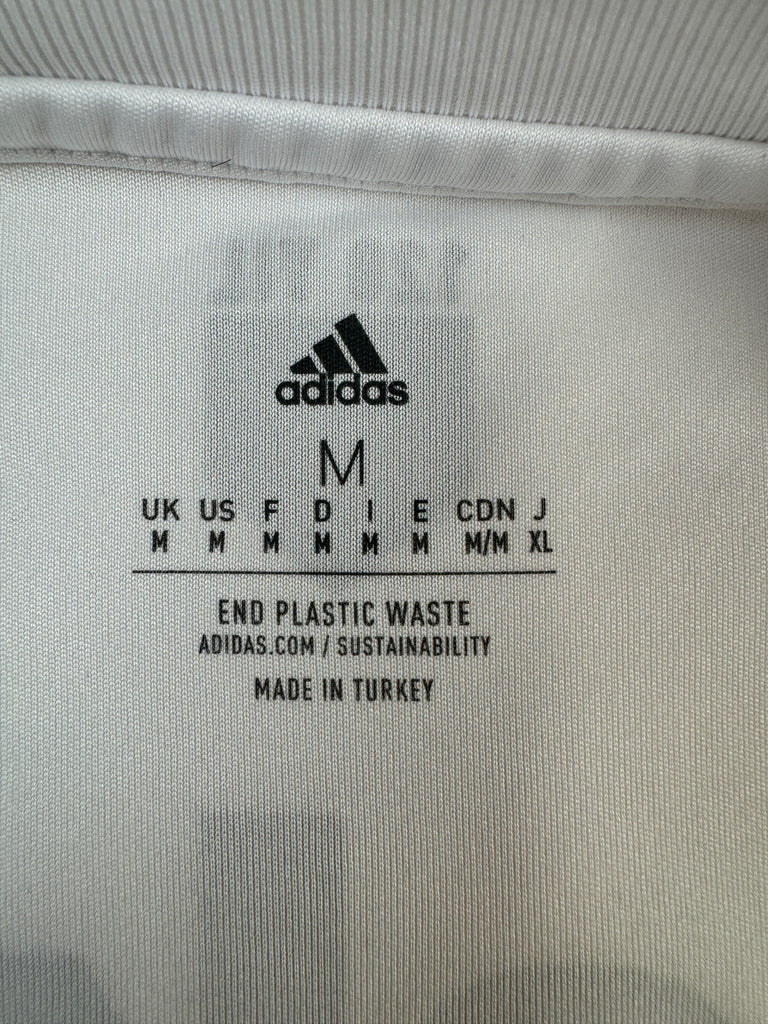 adidas
M
UK US F D I E CDN J
M M M M M M M/M XL
END PLASTIC WASTE
ADIDAS.COM / SUSTAINABILITY
MADE IN TURKEY